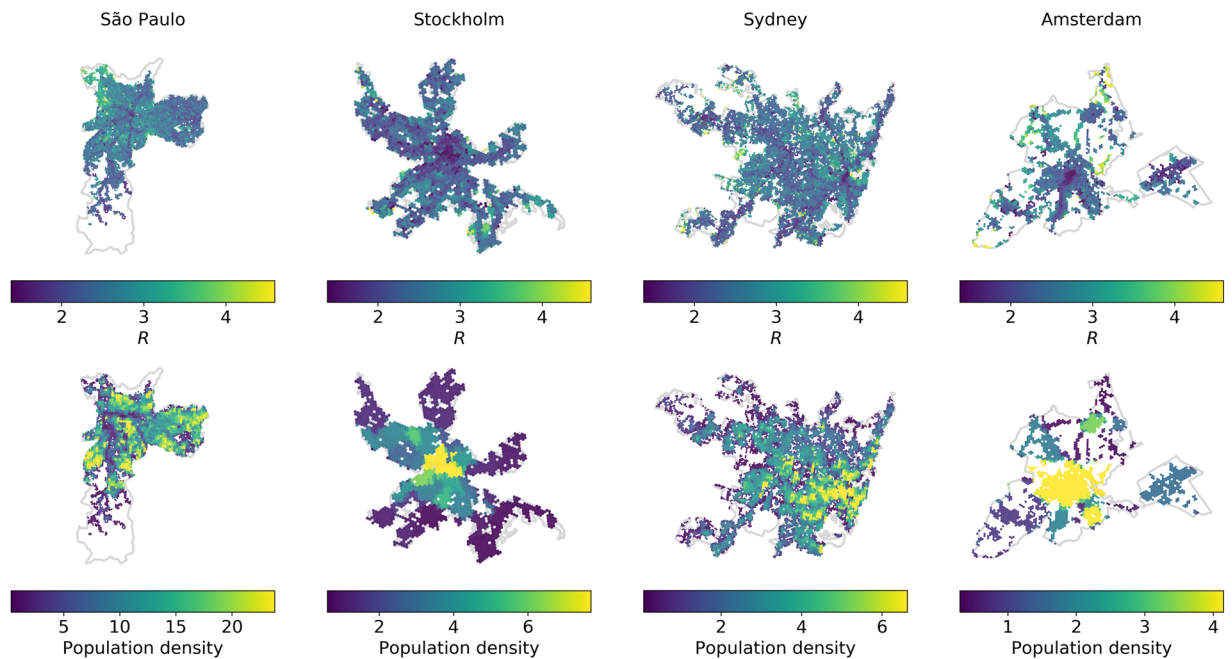 São Paulo
Stockholm
Sydney
Amsterdam
2 3 4
R
2 3 4
R
2 3 4
R
2 3 4
R
5 10 15 20
Population density
2 4 6
Population density
2 4 6
Population density
1 2 3 4
Population density